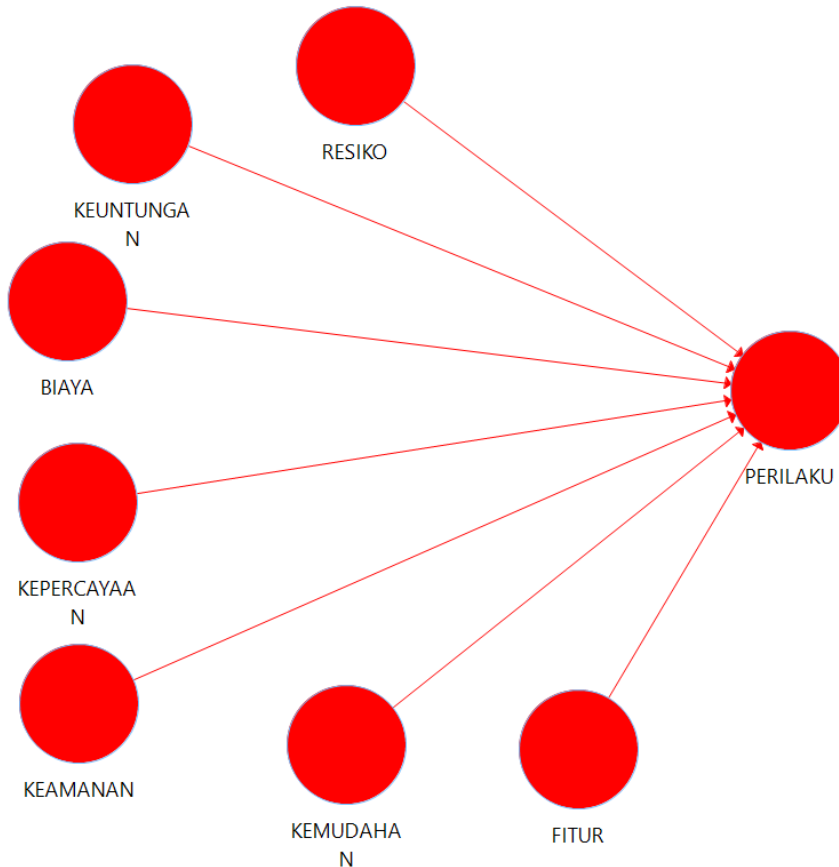 RESIKO
KEUNTUNGA
N
BIAYA
PERILAKU
KEPERCAYAA
N
KEAMANAN
KEMUDAHA
N
FITUR